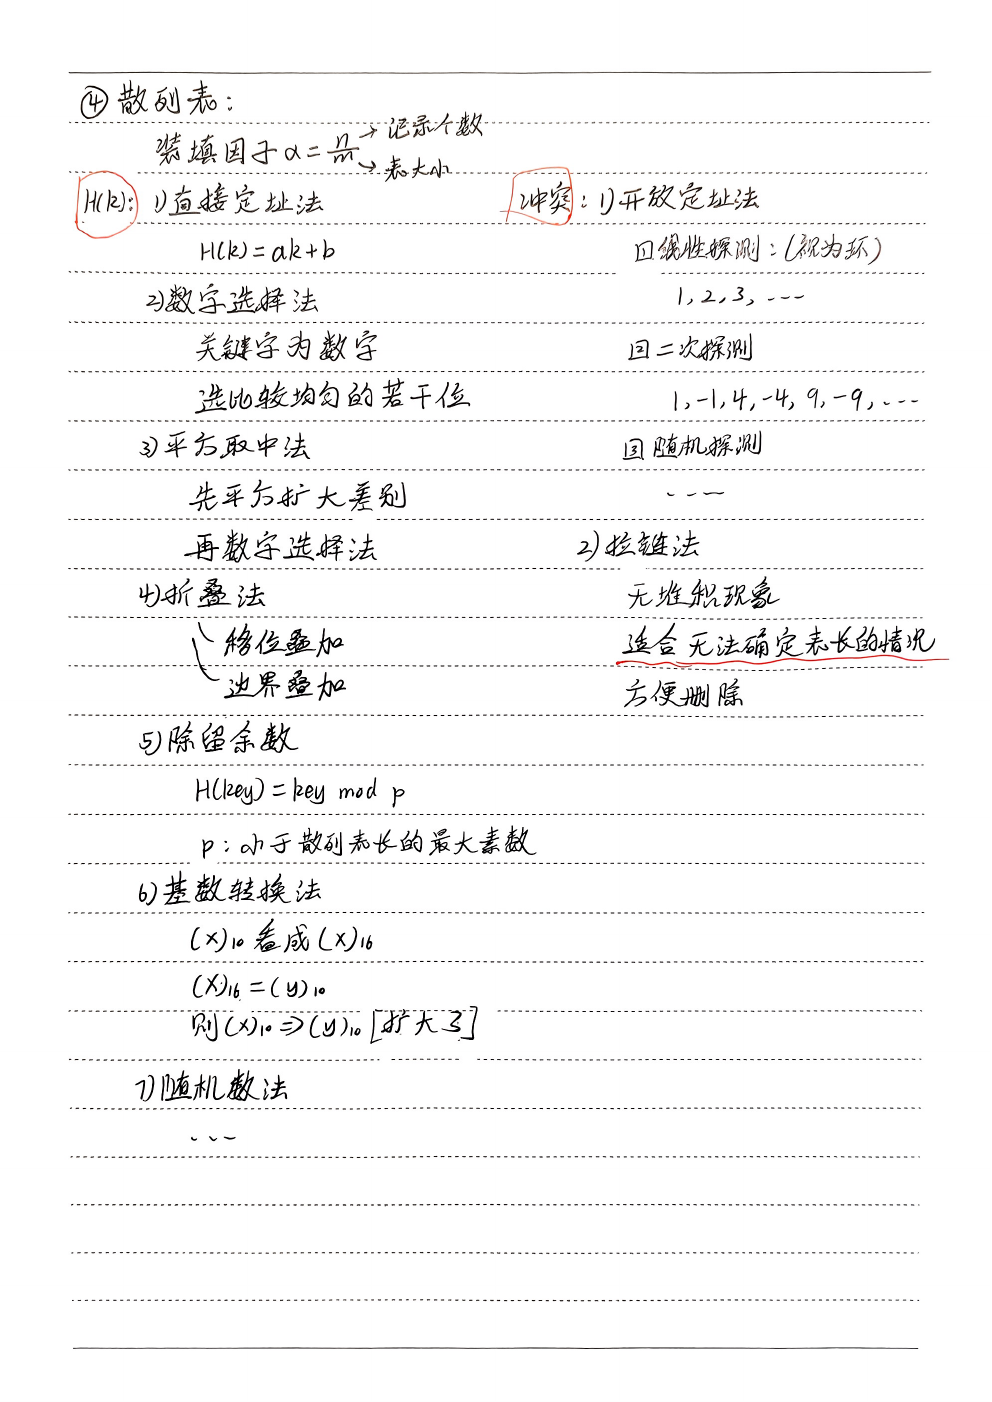 ④散列表:
装填因子α=n/m →记录个数 →表大小
H(k): 1)直接定址法
H(k)=ak+b
2)数字选择法
关键字为数字
选比较均匀的若干位
3)平方取中法
先平方扩大差别
再数字选择法
4)折叠法
移位叠加
边界叠加
5)除留余数
H(key)=key mod p
p:小于散列表长的最大素数
6)基数转换法
(x)₁₀看成(x)₁₆
(x)₁₆=(y)₁₀
则(x)₁₀⇒(y)₁₀[扩大了]
7)随机数法
...
冲突:1)开放定址法
①线性探测:(视为环)
1,2,3,...
②二次探测
1,-1,4,-4,9,-9,...
③随机探测
...
2)拉链法
无堆积现象
适合无法确定表长的情况
方便删除